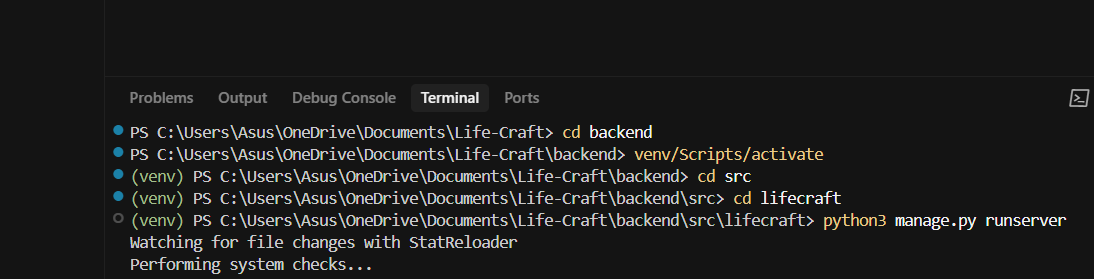 Problems Output Debug Console Terminal Ports
PS C:\Users\Asus\OneDrive\Documents\Life-Craft> cd backend
PS C:\Users\Asus\OneDrive\Documents\Life-Craft\backend> venv/Scripts/activate
(venv) PS C:\Users\Asus\OneDrive\Documents\Life-Craft\backend> cd src
(venv) PS C:\Users\Asus\OneDrive\Documents\Life-Craft\backend\src> cd lifecraft
(venv) PS C:\Users\Asus\OneDrive\Documents\Life-Craft\backend\src\lifecraft> python3 manage.py runserver
Watching for file changes with StatReloader
Performing system checks...